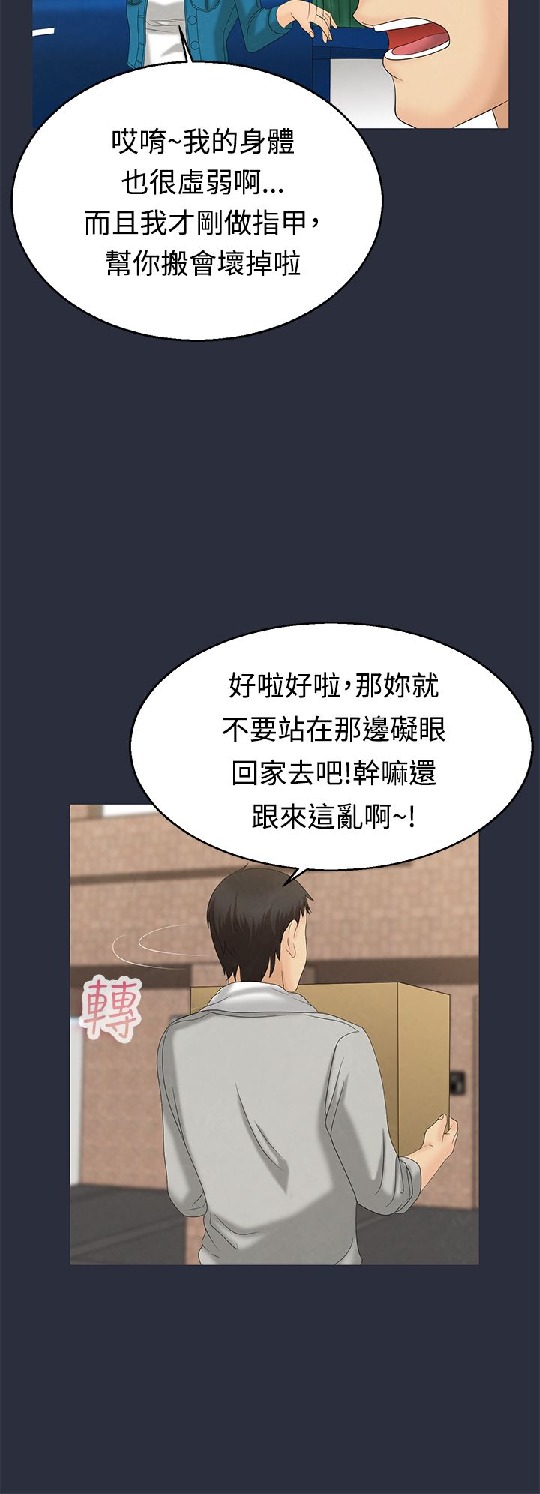 哎唷~我的身體
也很虛弱啊...
而且我才剛做指甲,
幫你搬會壞掉啦
好啦好啦,那妳就
不要站在那邊礙眼
回家去吧!幹嘛還
跟來這亂啊~!
轉